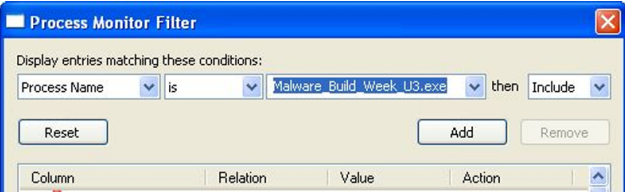 Process Monitor Filter
Display entries matching these conditions:
Process Name is Malware_Build_Week_U3.exe then Include
Reset Add Remove
Column Relation Value Action